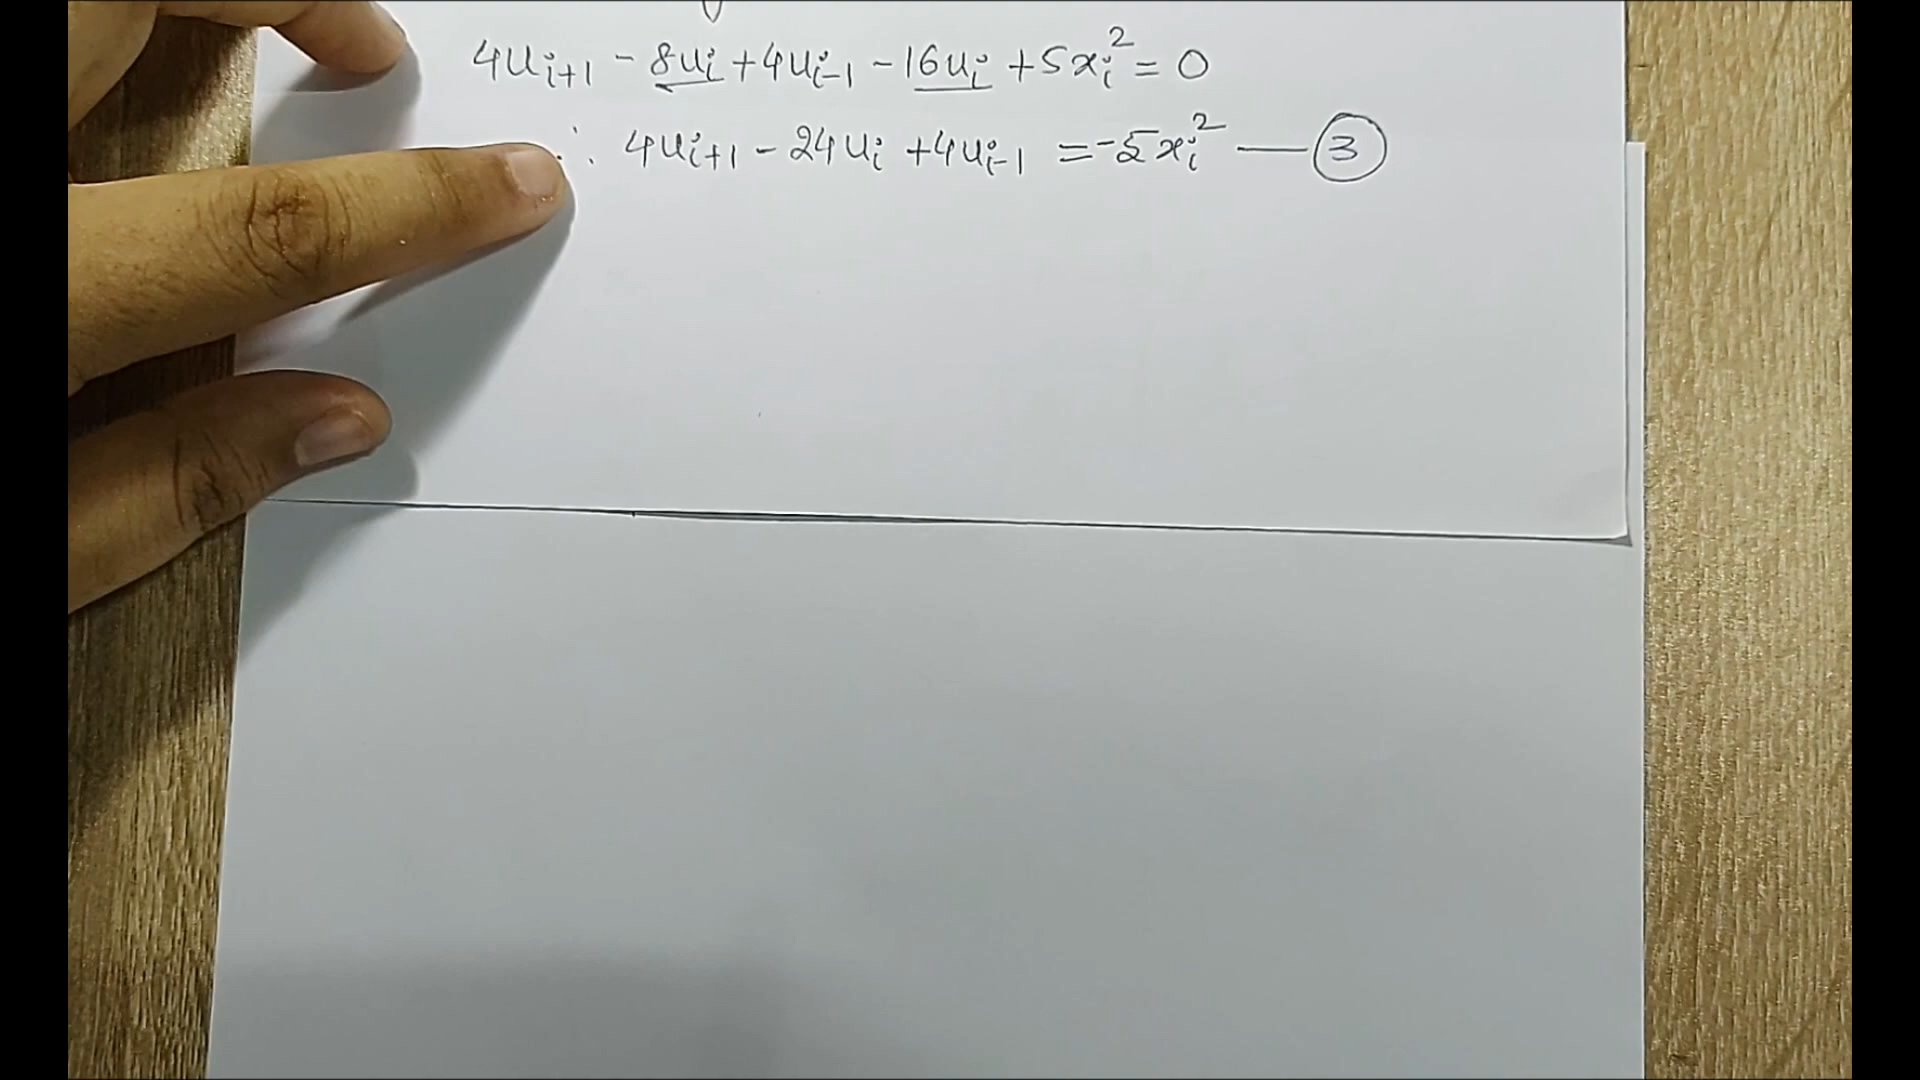 4u_{i+1} - 8u_i + 4u_{i-1} - 16u_i + 5x_i^2 = 0
∴ 4u_{i+1} - 24u_i + 4u_{i-1} = -5x_i^2 — ③